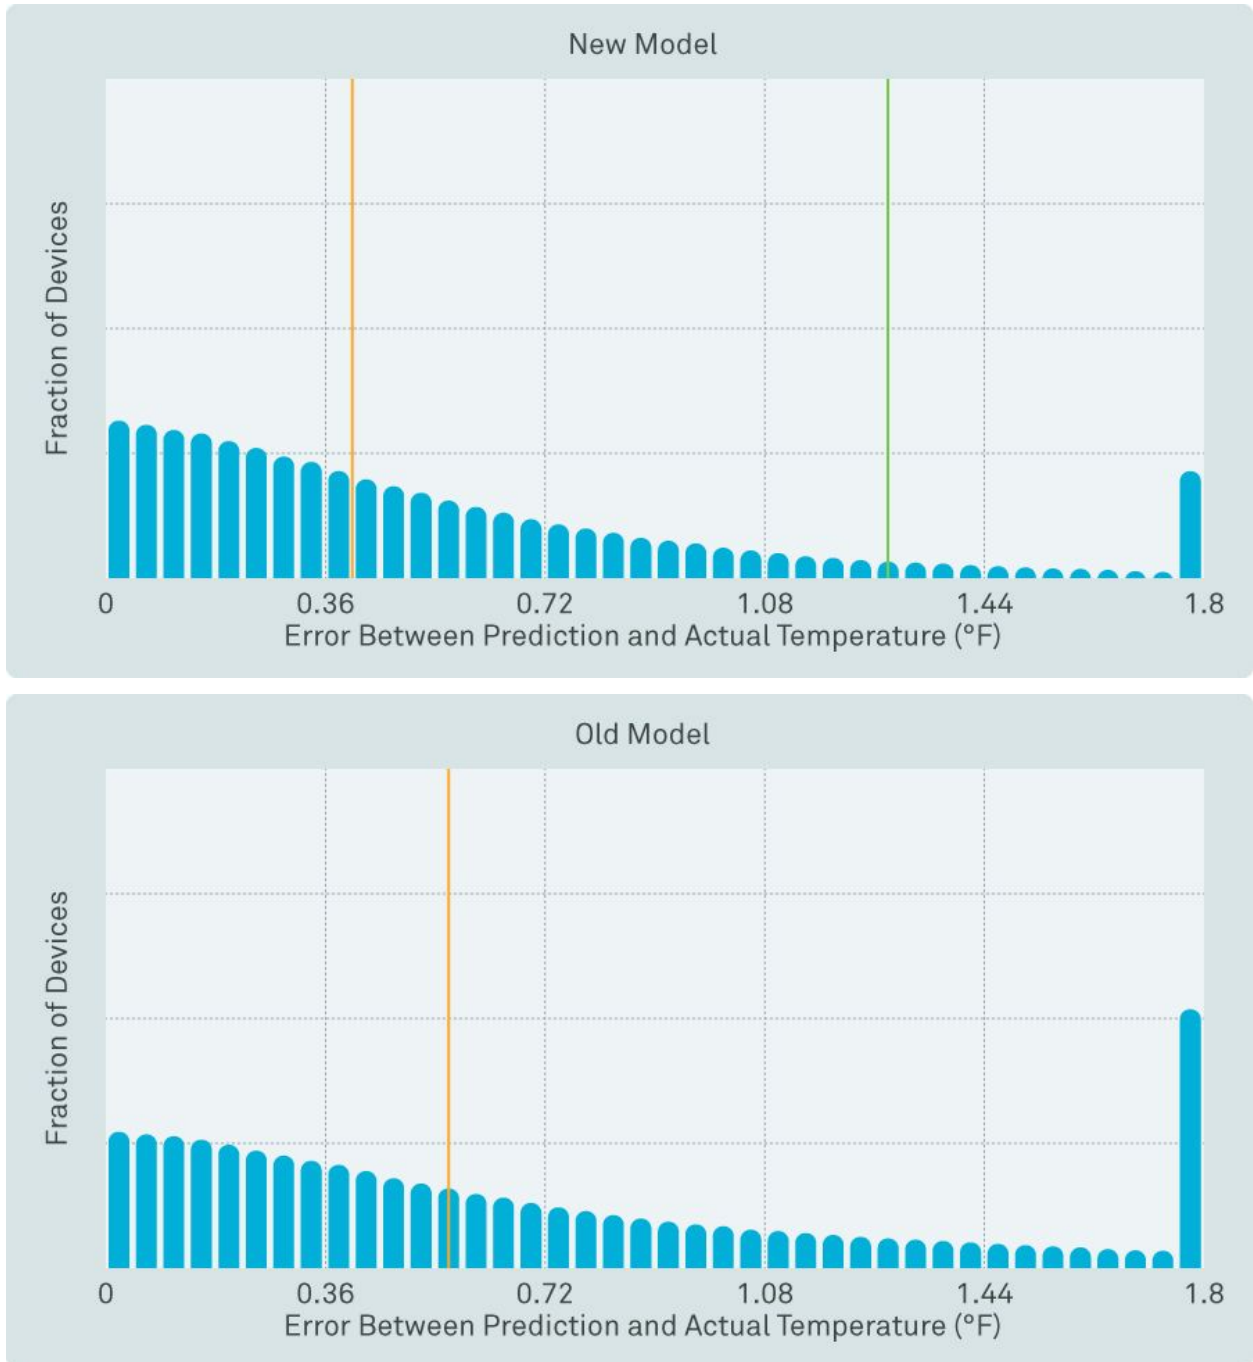 New Model
Fraction of Devices
0 0.36 0.72 1.08 1.44 1.8
Error Between Prediction and Actual Temperature (°F)
Old Model
Fraction of Devices
0 0.36 0.72 1.08 1.44 1.8
Error Between Prediction and Actual Temperature (°F)